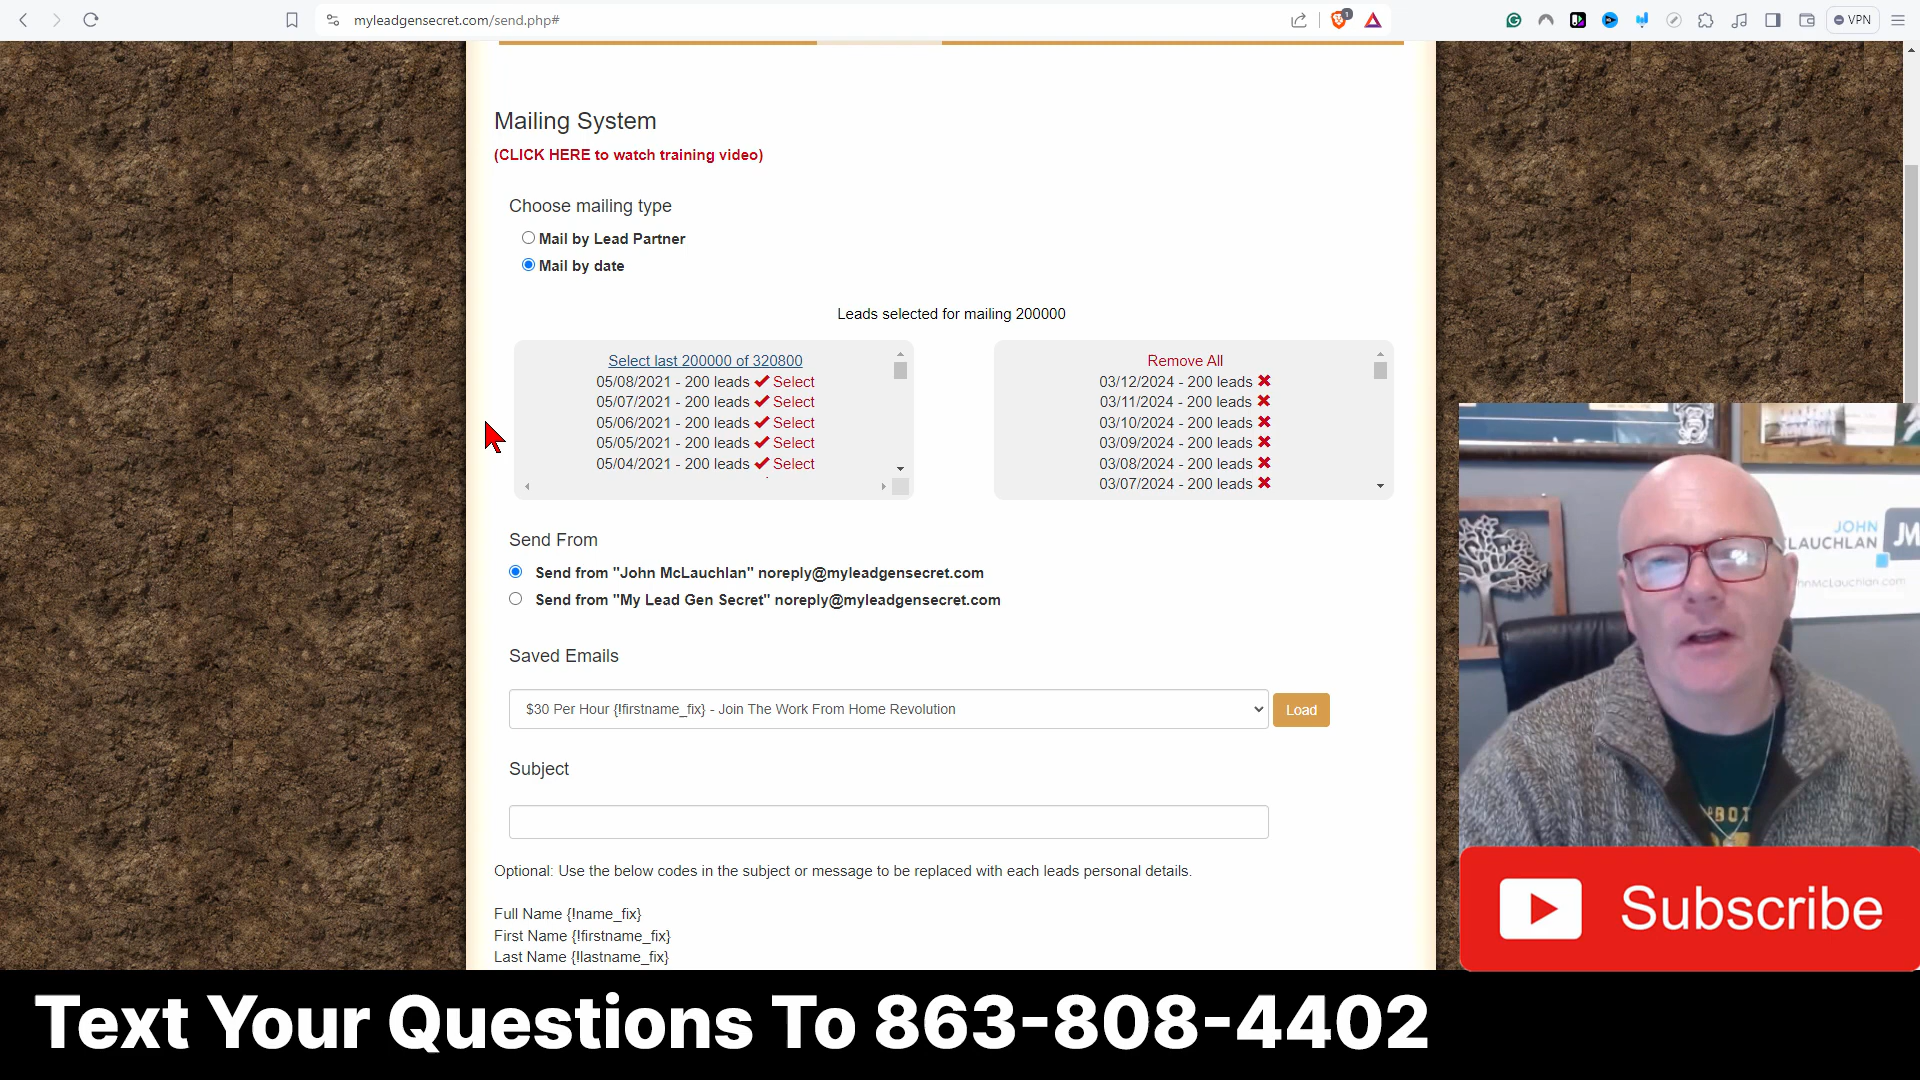 myleadgensecret.com/send.php#
1
VPN
Mailing System
(CLICK HERE to watch training video)
Choose mailing type
Mail by Lead Partner
Mail by date
Leads selected for mailing 200000
Select last 200000 of 320800
05/08/2021 - 200 leads ✔ Select
05/07/2021 - 200 leads ✔ Select
05/06/2021 - 200 leads ✔ Select
05/05/2021 - 200 leads ✔ Select
05/04/2021 - 200 leads ✔ Select
Remove All
03/12/2024 - 200 leads ✖
03/11/2024 - 200 leads ✖
03/10/2024 - 200 leads ✖
03/09/2024 - 200 leads ✖
03/08/2024 - 200 leads ✖
03/07/2024 - 200 leads ✖
Send From
Send from "John McLauchlan" noreply@myleadgensecret.com
Send from "My Lead Gen Secret" noreply@myleadgensecret.com
Saved Emails
$30 Per Hour {!firstname_fix} - Join The Work From Home Revolution
Load
Subject
Optional: Use the below codes in the subject or message to be replaced with each leads personal details.
Full Name {!name_fix}
First Name {!firstname_fix}
Last Name {!lastname_fix}
JOHN
LAUCHLAN
JM
hnMcLauchlan.com
Subscribe
Text Your Questions To 863-808-4402